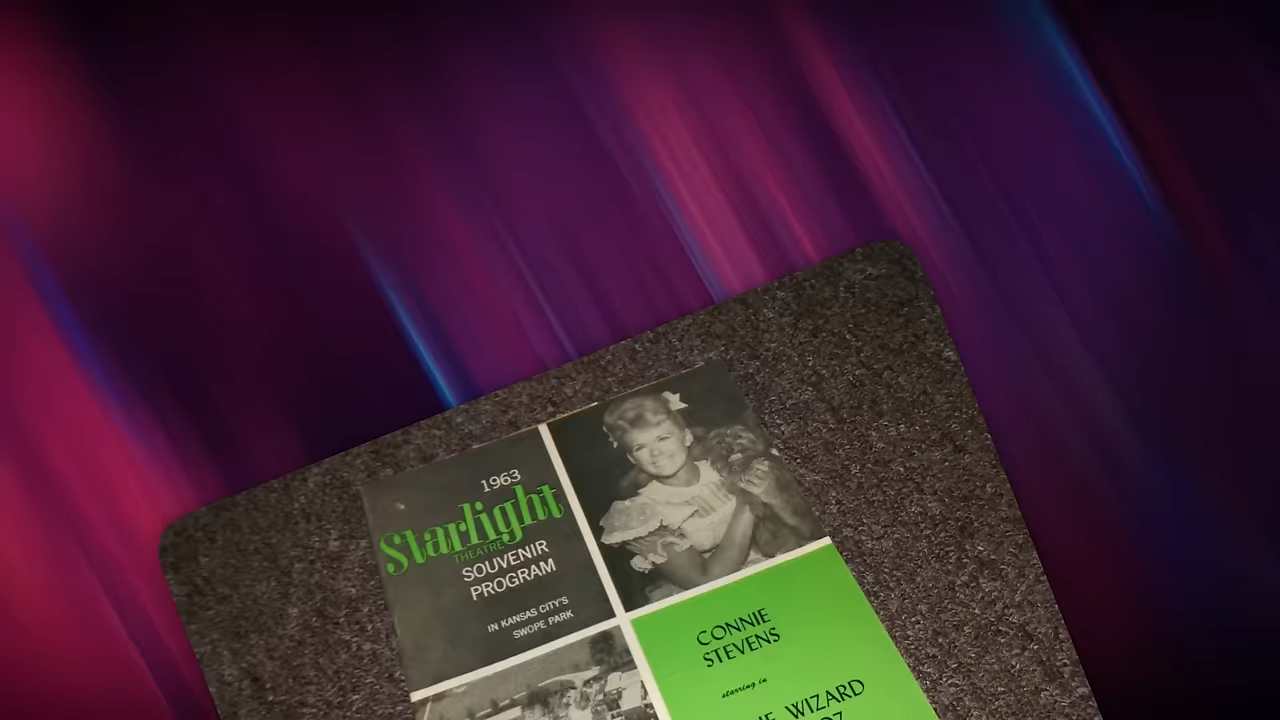 1963
Starlight
THEATRE
SOUVENIR
PROGRAM
IN KANSAS CITY'S
SWOPE PARK
CONNIE
STEVENS
starring in
WIZARD